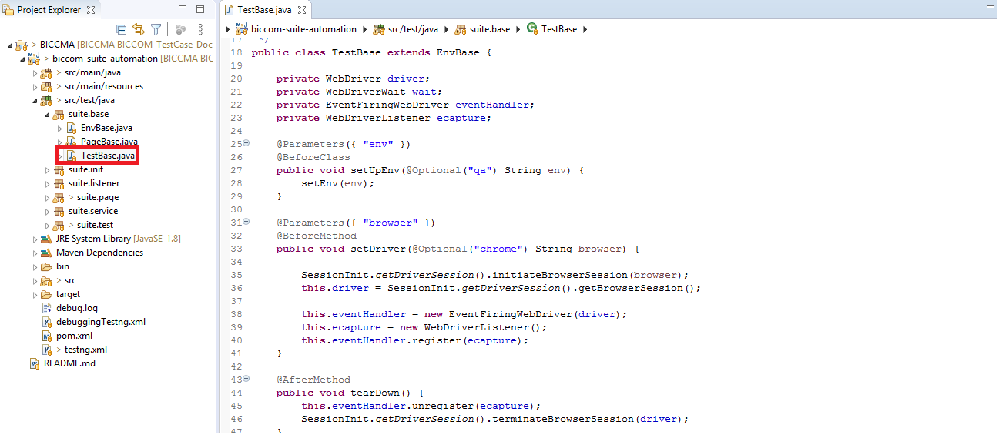 Project Explorer
> BICCMA [BICCMA BICCOM-TestCase_Doc
> biccom-suite-automation [BICCMA BIC
> src/main/java
> src/main/resources
> src/test/java
suite.base
EnvBase.java
PageBase.java
TestBase.java
suite.init
suite.listener
> suite.page
suite.service
> suite.test
JRE System Library [JavaSE-1.8]
Maven Dependencies
bin
> src
target
debug.log
debuggingTestng.xml
pom.xml
> testng.xml
README.md
TestBase.java
biccom-suite-automation src/test/java suite.base TestBase
17 */
18 public class TestBase extends EnvBase {
19
20 private WebDriver driver;
21 private WebDriverWait wait;
22 private EventFiringWebDriver eventHandler;
23 private WebDriverListener ecapture;
24
25 @Parameters({ "env" })
26 @BeforeClass
27 public void setUpEnv(@Optional("qa") String env) {
28 setEnv(env);
29 }
30
31 @Parameters({ "browser" })
32 @BeforeMethod
33 public void setDriver(@Optional("chrome") String browser) {
34
35 SessionInit.getDriverSession().initiateBrowserSession(browser);
36 this.driver = SessionInit.getDriverSession().getBrowserSession();
37
38 this.eventHandler = new EventFiringWebDriver(driver);
39 this.ecapture = new WebDriverListener();
40 this.eventHandler.register(ecapture);
41 }
42
43 @AfterMethod
44 public void tearDown() {
45 this.eventHandler.unregister(ecapture);
46 SessionInit.getDriverSession().terminateBrowserSession(driver);
47 }